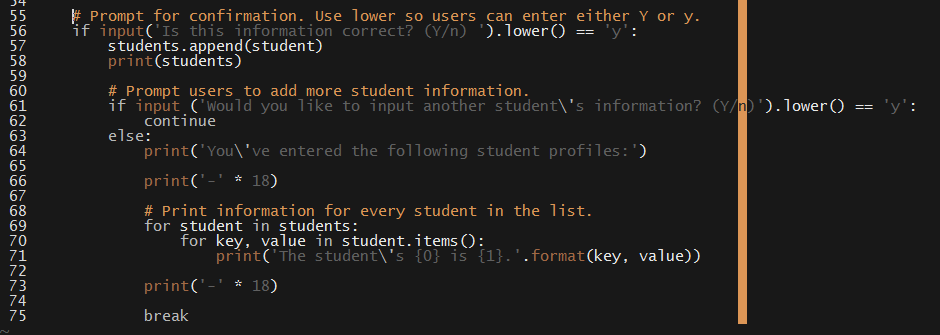 54
55     # Prompt for confirmation. Use lower so users can enter either Y or y.
56     if input('Is this information correct? (Y/n) ').lower() == 'y':
57         students.append(student)
58         print(students)
59
60         # Prompt users to add more student information.
61         if input ('Would you like to input another student\'s information? (Y/n)').lower() == 'y':
62             continue
63         else:
64             print('You\'ve entered the following student profiles:')
65
66             print('-' * 18)
67
68             # Print information for every student in the list.
69             for student in students:
70                 for key, value in student.items():
71                     print('The student\'s {0} is {1}.'.format(key, value))
72
73             print('-' * 18)
74
75             break
~